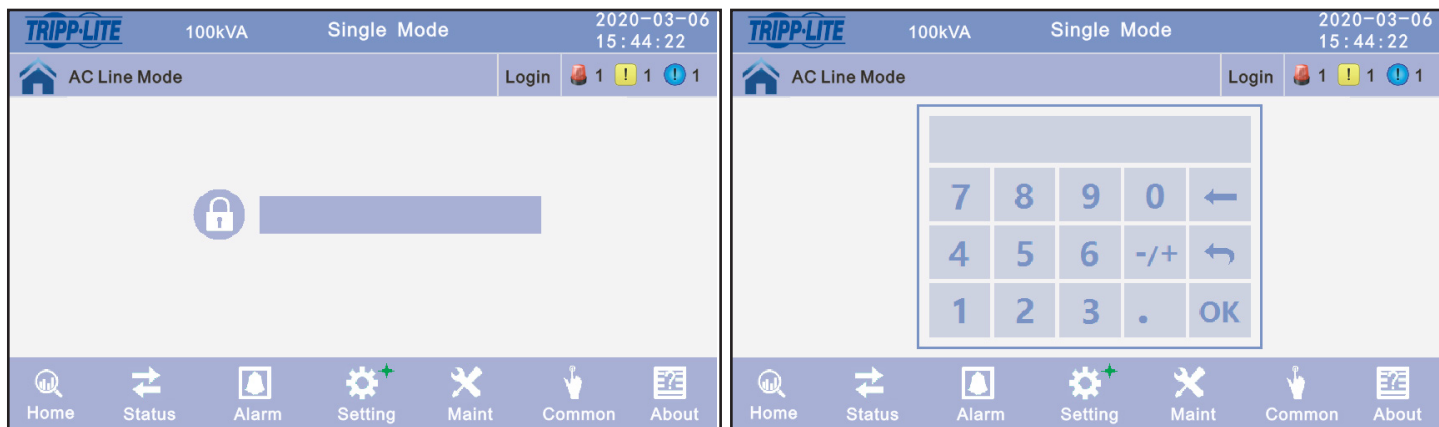 TRIPP·LITE 100kVA Single Mode 2020-03-06
15:44:22
AC Line Mode Login 1 ! 1 ! 1
Home Status Alarm Setting Maint Common About
TRIPP·LITE 100kVA Single Mode 2020-03-06
15:44:22
AC Line Mode Login 1 ! 1 ! 1
7 8 9 0 ←
4 5 6 -/+ ↰
1 2 3 . OK
Home Status Alarm Setting Maint Common About